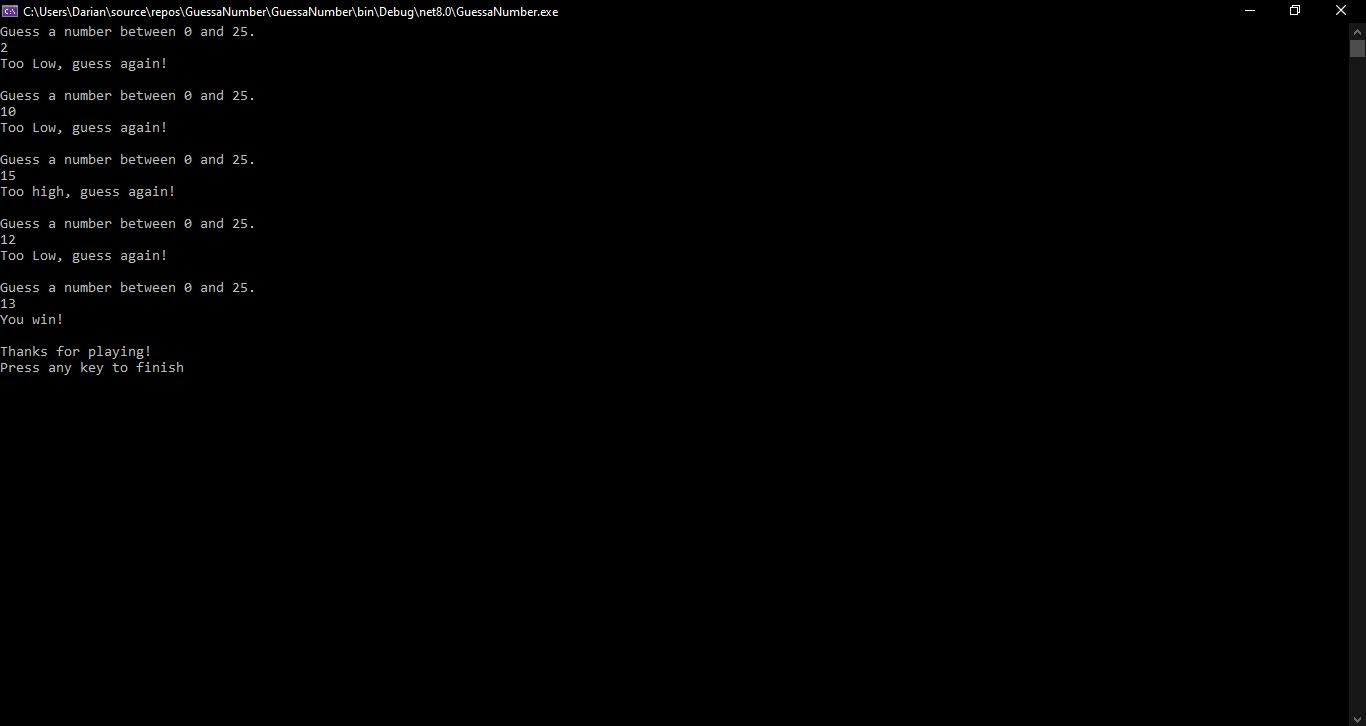 C:\Users\Darian\source\repos\GuessaNumber\GuessaNumber\bin\Debug\net8.0\GuessaNumber.exe
Guess a number between 0 and 25.
2
Too Low, guess again!
Guess a number between 0 and 25.
10
Too Low, guess again!
Guess a number between 0 and 25.
15
Too high, guess again!
Guess a number between 0 and 25.
12
Too Low, guess again!
Guess a number between 0 and 25.
13
You win!
Thanks for playing!
Press any key to finish